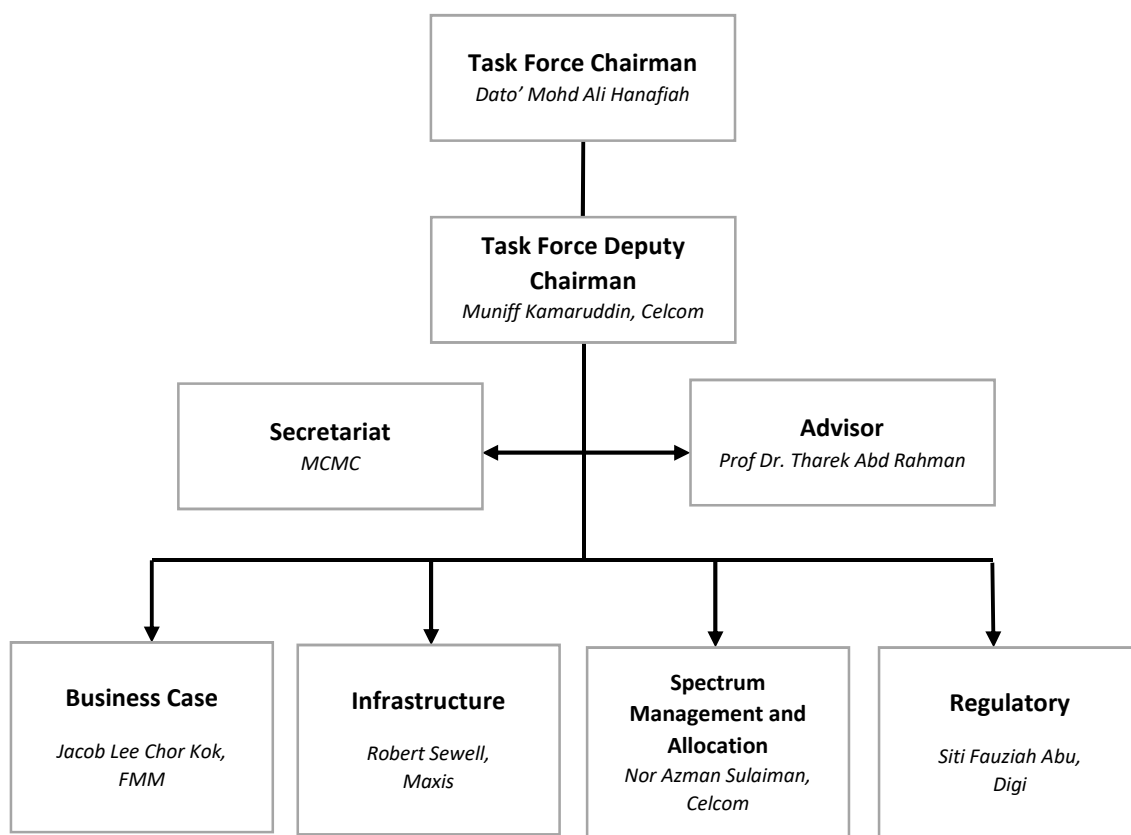 Task Force Chairman
Dato’ Mohd Ali Hanafiah
Task Force Deputy
Chairman
Muniff Kamaruddin, Celcom
Secretariat
MCMC
Advisor
Prof Dr. Tharek Abd Rahman
Business Case
Jacob Lee Chor Kok,
FMM
Infrastructure
Robert Sewell,
Maxis
Spectrum
Management and
Allocation
Nor Azman Sulaiman,
Celcom
Regulatory
Siti Fauziah Abu,
Digi